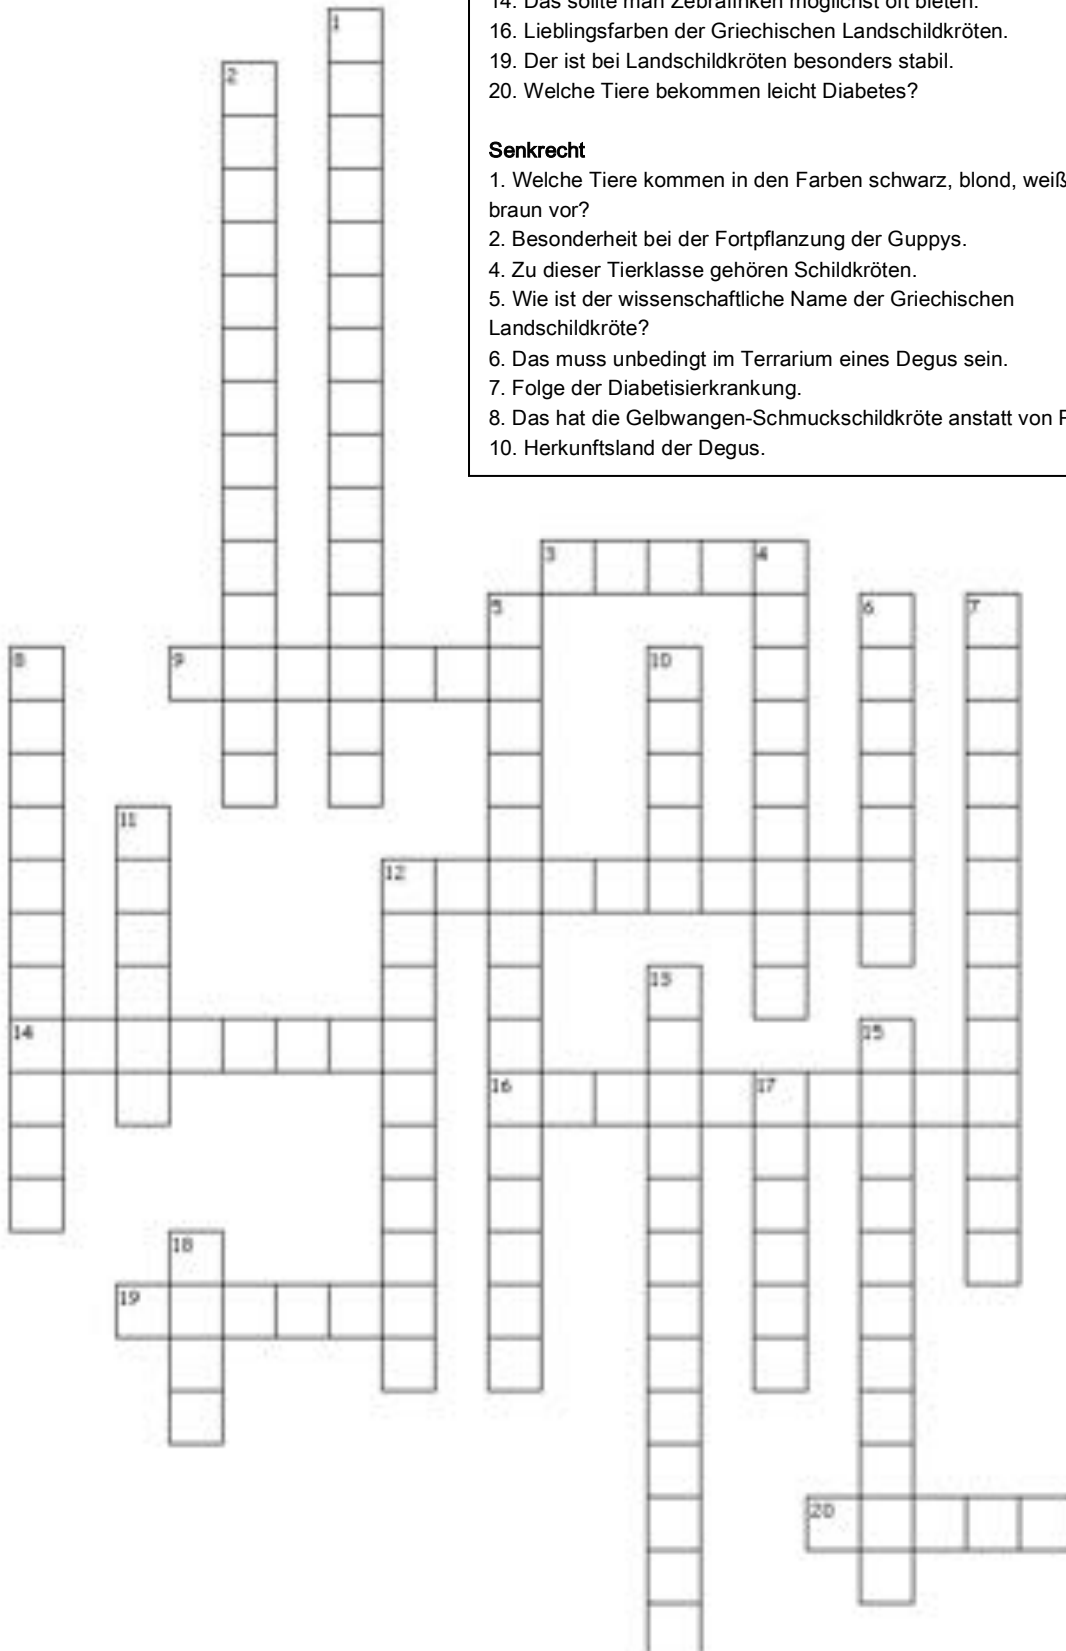 14. Das sollte man Zebrafinken möglichst oft bieten.
16. Lieblingsfarben der Griechischen Landschildkröten.
19. Der ist bei Landschildkröten besonders stabil.
20. Welche Tiere bekommen leicht Diabetes?
Senkrecht
1. Welche Tiere kommen in den Farben schwarz, blond, weiß
braun vor?
2. Besonderheit bei der Fortpflanzung der Guppys.
4. Zu dieser Tierklasse gehören Schildkröten.
5. Wie ist der wissenschaftliche Name der Griechischen
Landschildkröte?
6. Das muss unbedingt im Terrarium eines Degus sein.
7. Folge der Diabetisierkrankung.
8. Das hat die Gelbwangen-Schmuckschildkröte anstatt von
10. Herkunftsland der Degus.
1
2
3
4
5
6
7
8
9
10
11
12
13
14
15
16
17
18
19
20